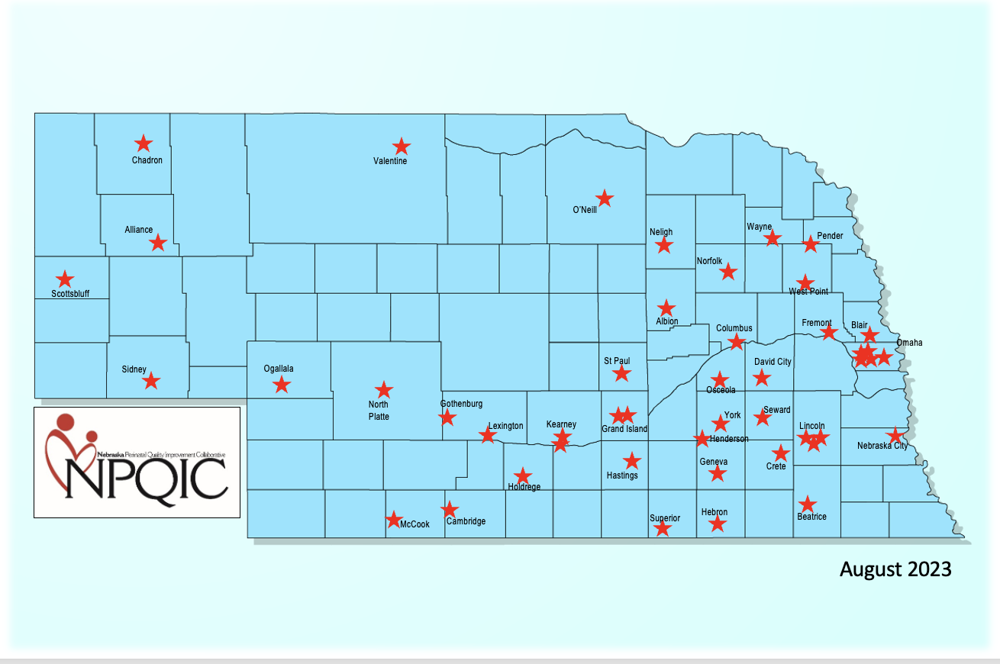 Chadron
Valentine
O'Neill
Alliance
Neligh
Wayne
Pender
Norfolk
Scottsbluff
West Point
Albion
Columbus
Fremont
Blair
Omaha
St Paul
David City
Sidney
Ogallala
Osceola
North
Platte
Gothenburg
Lexington
Kearney
Grand Island
York
Seward
Henderson
Lincoln
Nebraska City
Nebraska Perinatal Quality Improvement Collaborative
NPQIC
Geneva
Crete
Hastings
Holdrege
McCook
Cambridge
Superior
Hebron
Beatrice
August 2023